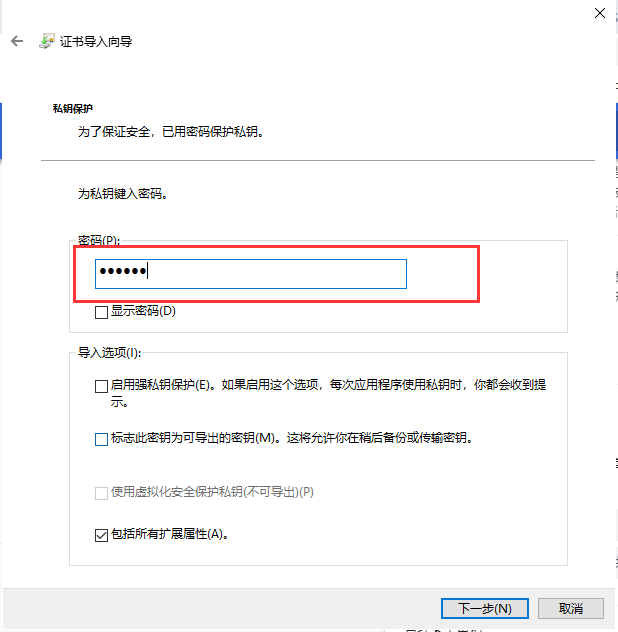 证书导入向导
私钥保护
为了保证安全，已用密码保护私钥。
为私钥键入密码。
密码(P):
●●●●●●
显示密码(D)
导入选项(I):
启用强私钥保护(E)。如果启用这个选项，每次应用程序使用私钥时，你都会收到提
示。
标志此密钥为可导出的密钥(M)。这将允许你在稍后备份或传输密钥。
使用虚拟化安全保护私钥(不可导出)(P)
包括所有扩展属性(A)。
下一步(N)
取消